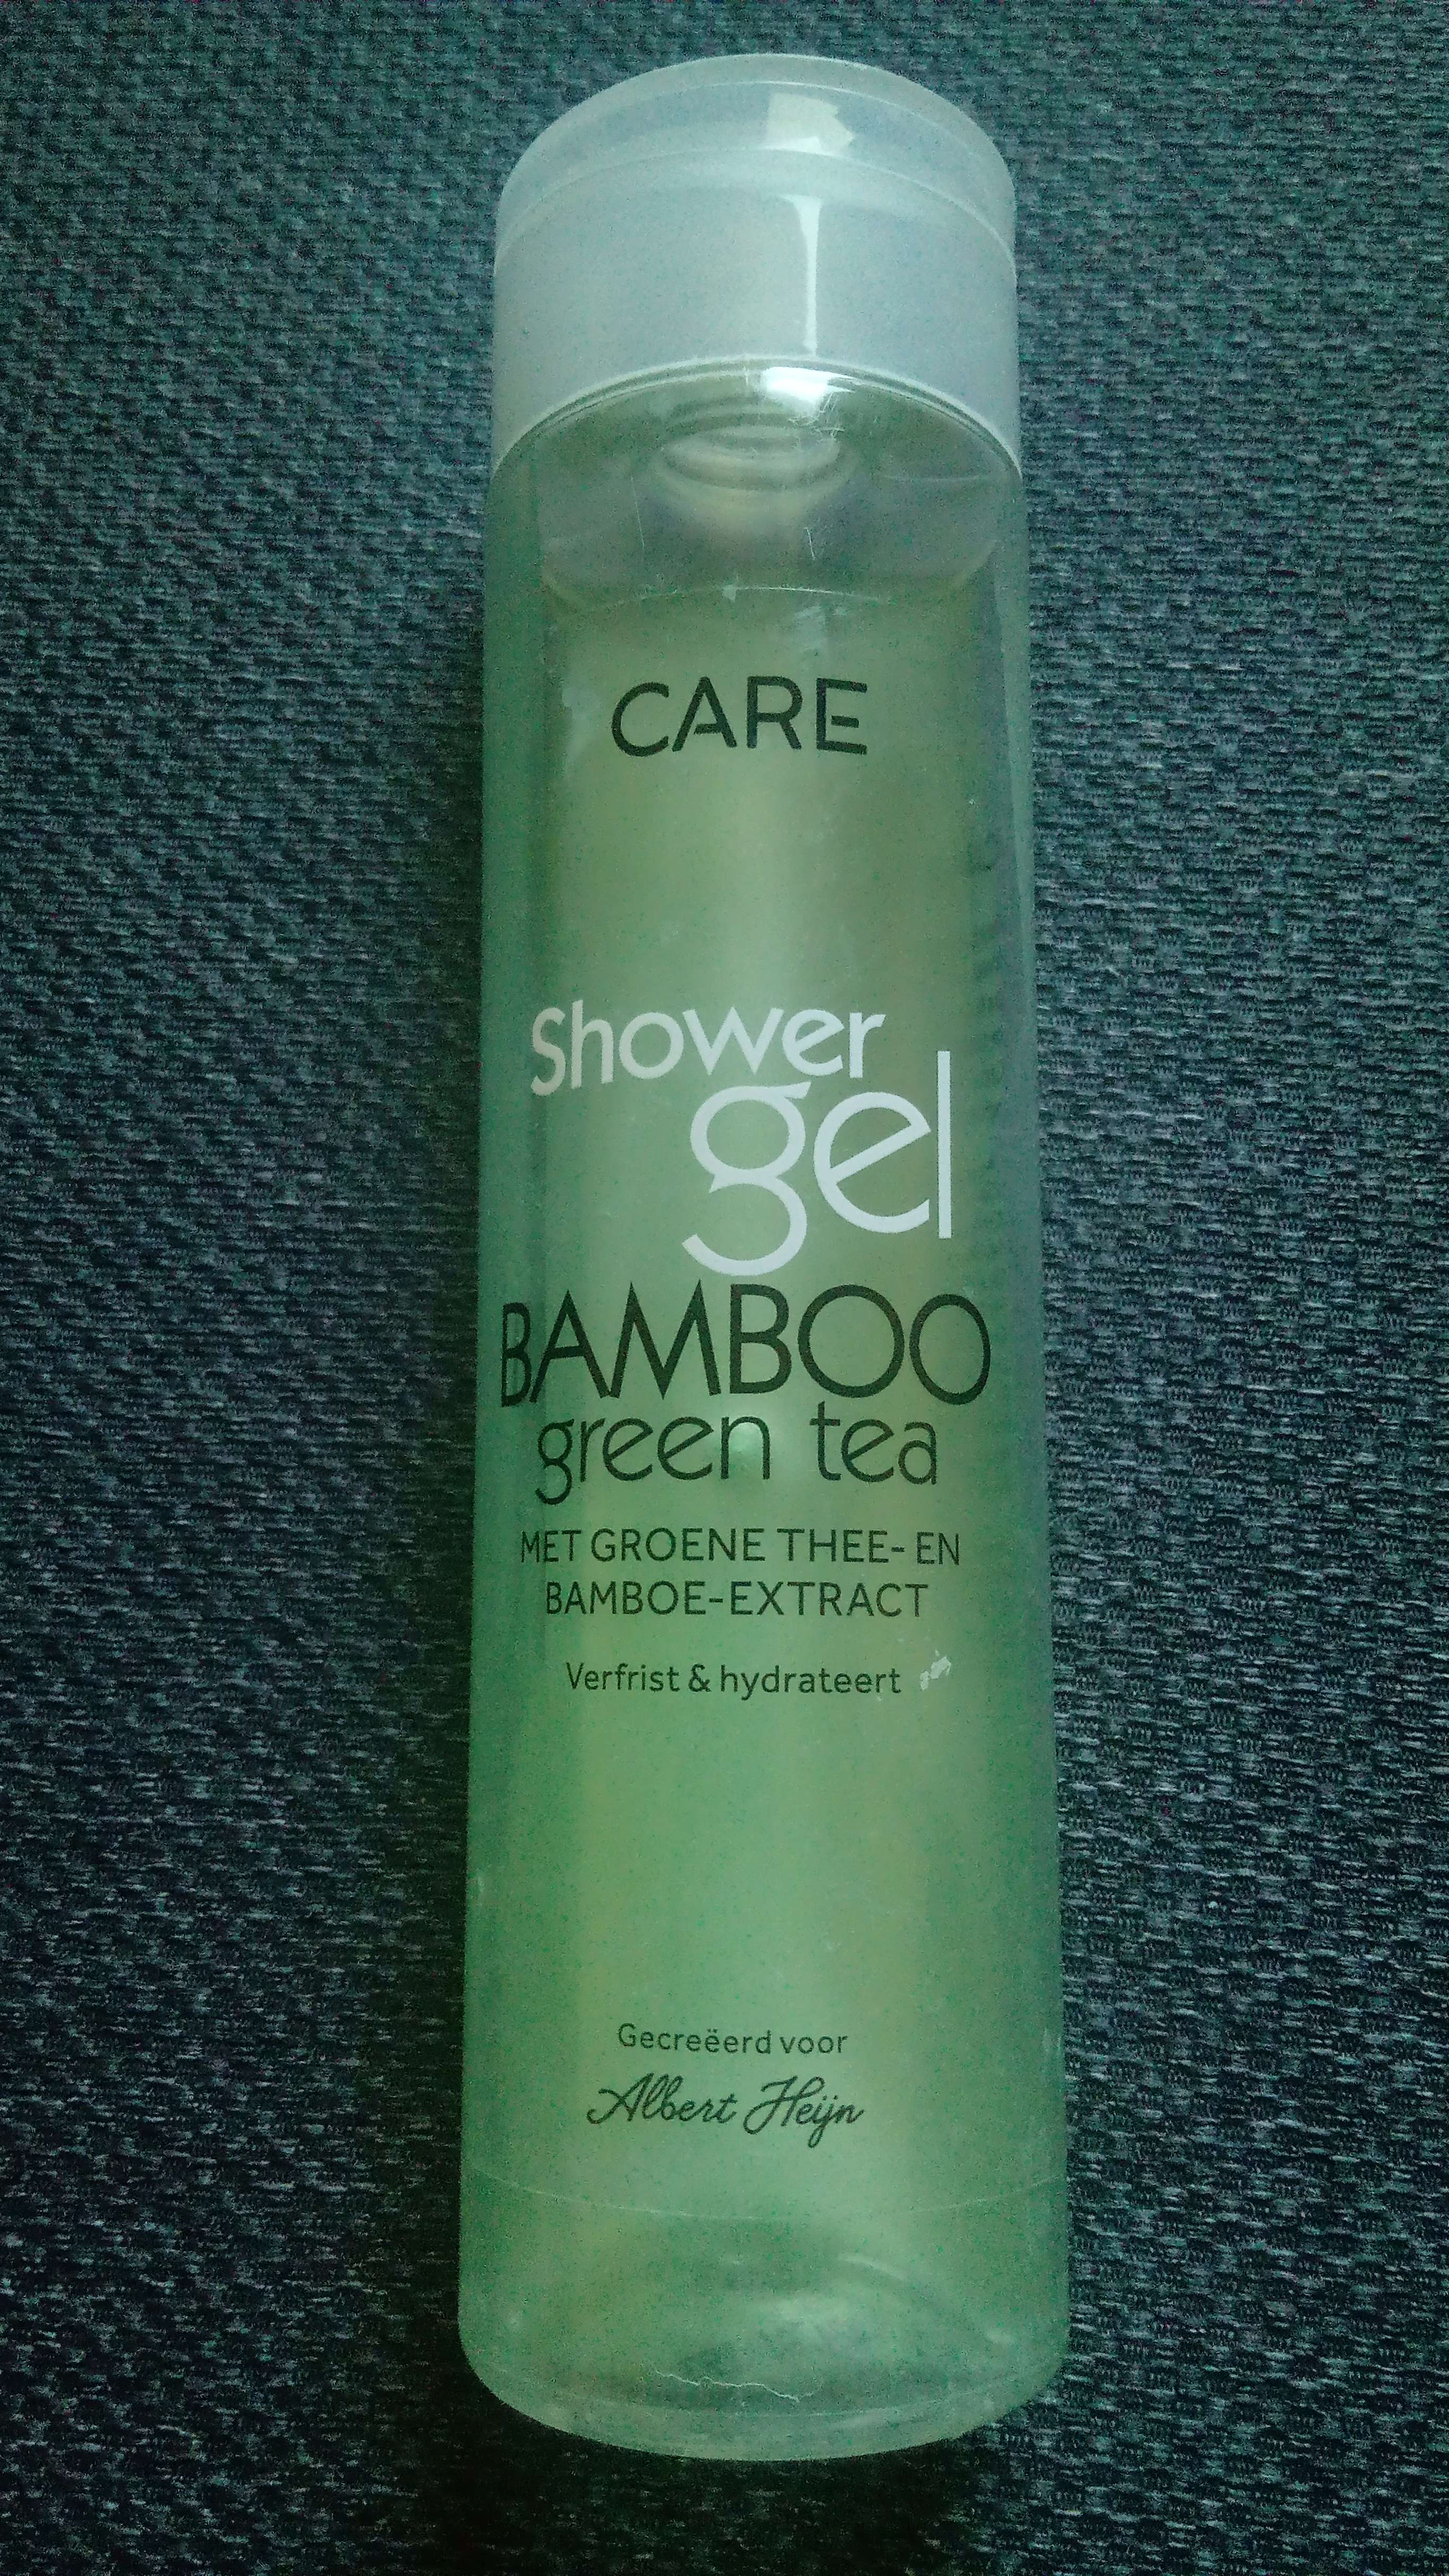 CARE
Shower
gel
BAMBOO
green tea
MET GROENE THEE- EN
BAMBOE-EXTRACT
Verfrist & hydrateert
Gecreëerd voor
Albert Heijn